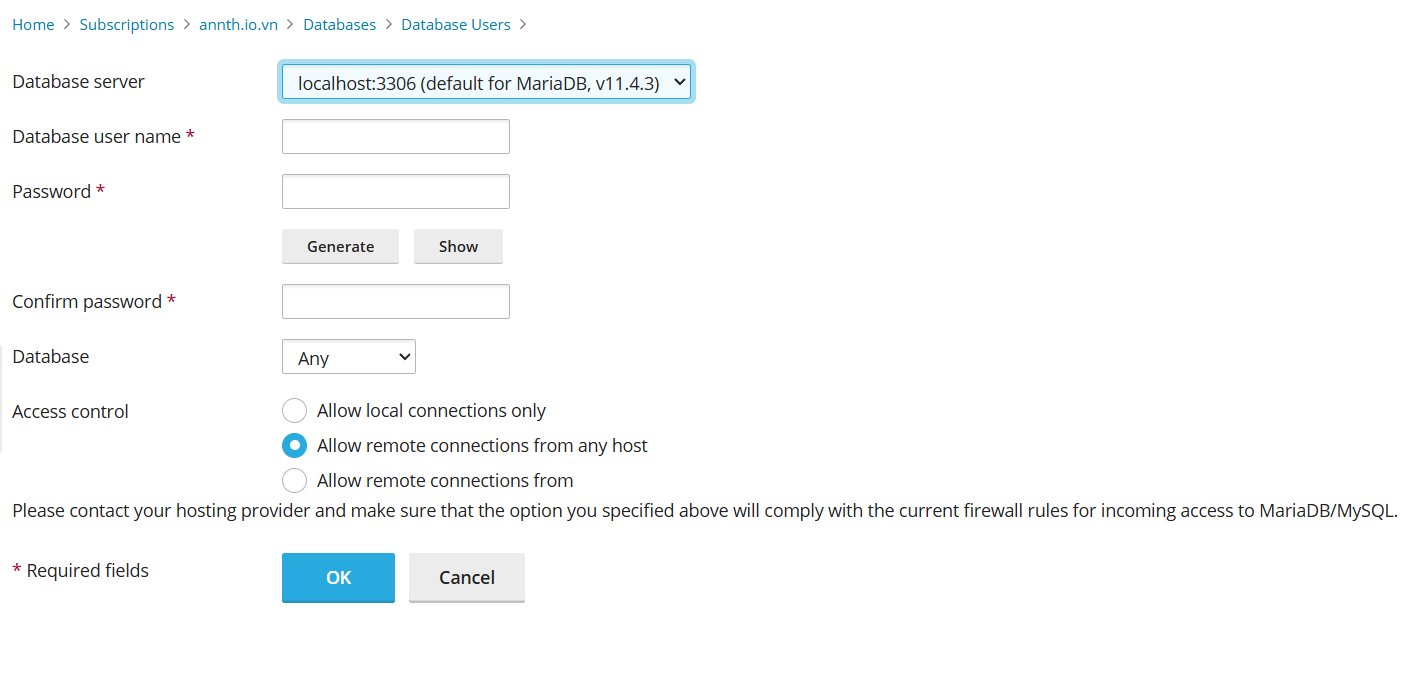 Home > Subscriptions > annth.io.vn > Databases > Database Users >
Database server localhost:3306 (default for MariaDB, v11.4.3)
Database user name *
Password *
Generate Show
Confirm password *
Database Any
Access control Allow local connections only
Allow remote connections from any host
Allow remote connections from
Please contact your hosting provider and make sure that the option you specified above will comply with the current firewall rules for incoming access to MariaDB/MySQL.
* Required fields OK Cancel